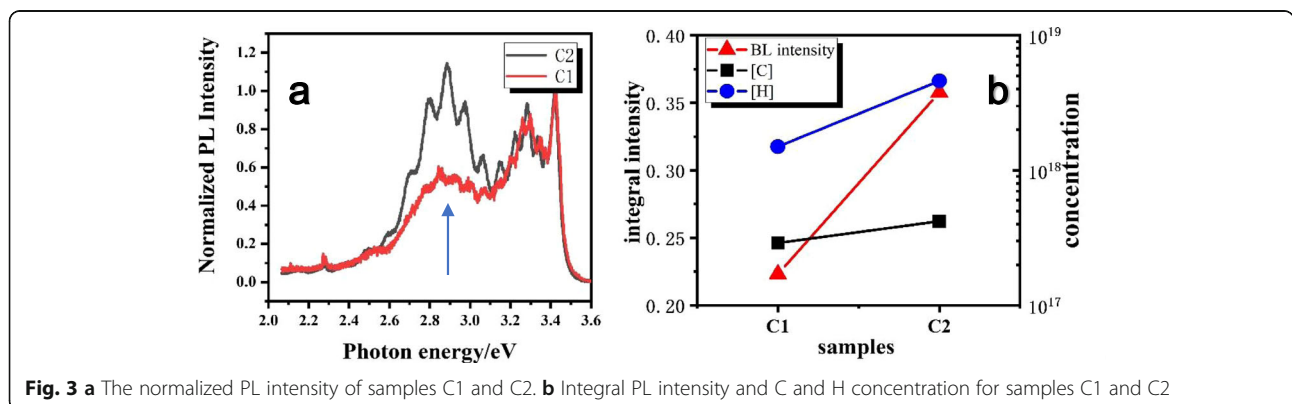 a
C2
C1
Normalized PL Intensity
1.2
1.0
0.8
0.6
0.4
0.2
0.0
2.0 2.2 2.4 2.6 2.8 3.0 3.2 3.4 3.6
Photon energy/eV
b
BL intensity
[C]
[H]
integral intensity
0.40
0.35
0.30
0.25
0.20
10^19
10^18
10^17
concentration
C1 C2
samples
Fig. 3 a The normalized PL intensity of samples C1 and C2. b Integral PL intensity and C and H concentration for samples C1 and C2